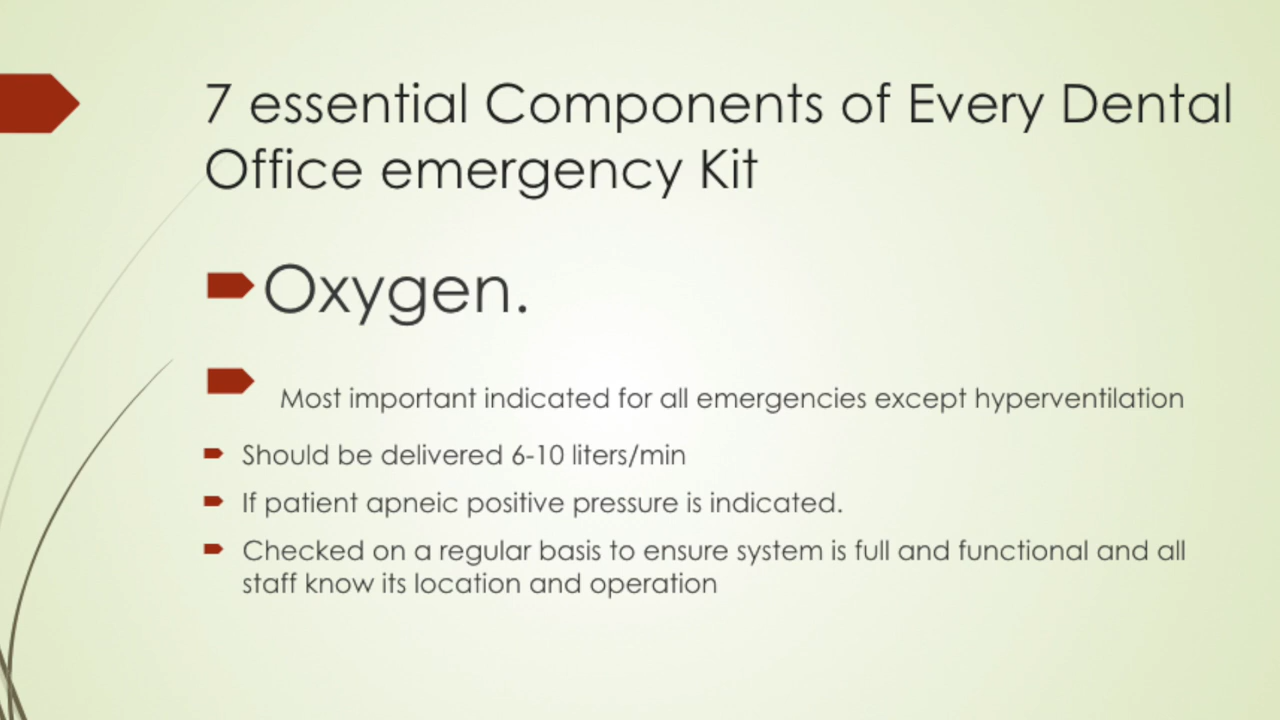 7 essential Components of Every Dental
Office emergency Kit
Oxygen.
Most important indicated for all emergencies except hyperventilation
Should be delivered 6-10 liters/min
If patient apneic positive pressure is indicated.
Checked on a regular basis to ensure system is full and functional and all
staff know its location and operation